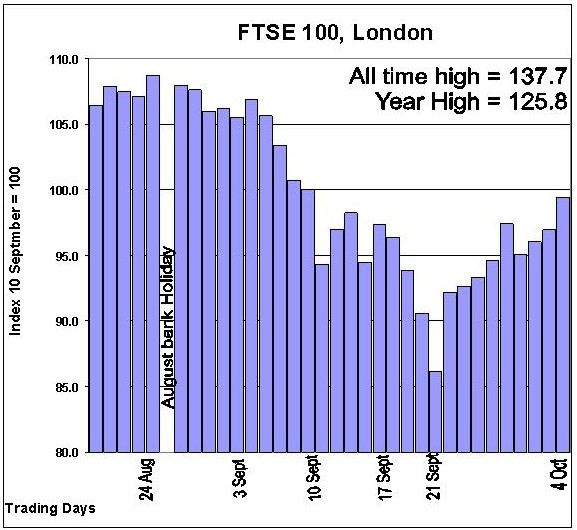 FTSE 100, London
All time high = 137.7
Year High = 125.8
110.0
105.0
100.0
95.0
90.0
85.0
80.0
Index 10 Septmber = 100
August bank Holiday
24 Aug
3 Sept
10 Sept
17 Sept
21 Sept
4 Oct
Trading Days